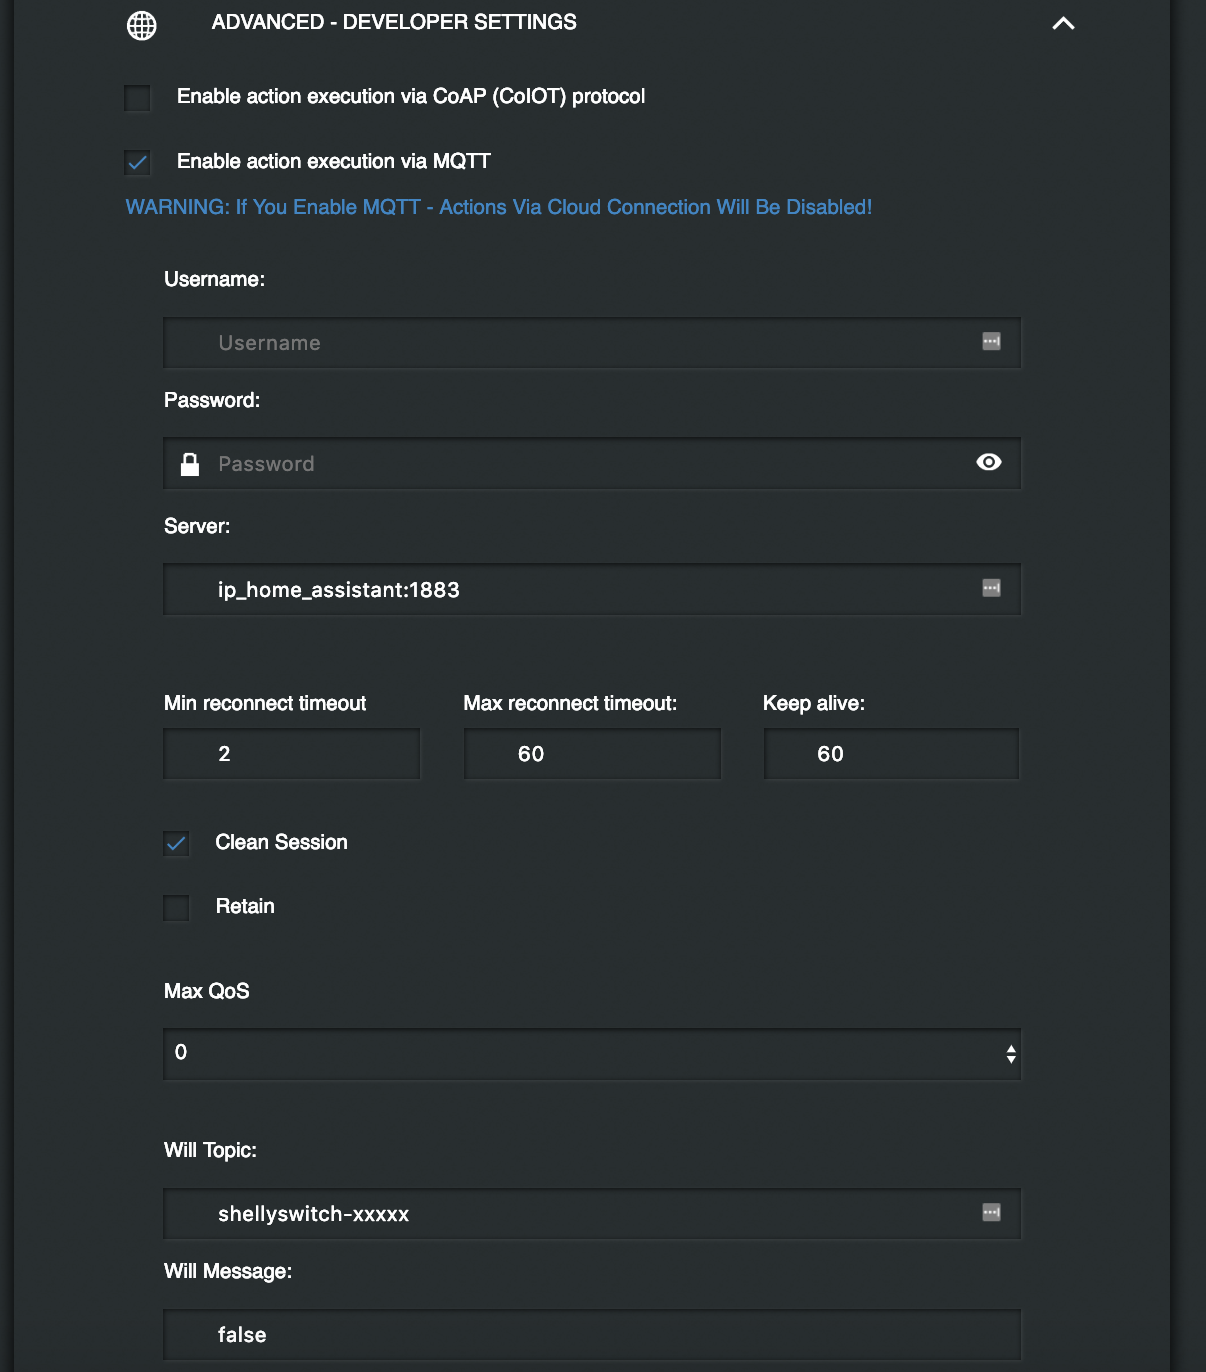 ADVANCED - DEVELOPER SETTINGS
Enable action execution via CoAP (CoIOT) protocol
Enable action execution via MQTT
WARNING: If You Enable MQTT - Actions Via Cloud Connection Will Be Disabled!
Username:
Username
Password:
Password
Server:
ip_home_assistant:1883
Min reconnect timeout Max reconnect timeout: Keep alive:
2 60 60
Clean Session
Retain
Max QoS
0
Will Topic:
shellyswitch-xxxxx
Will Message:
false